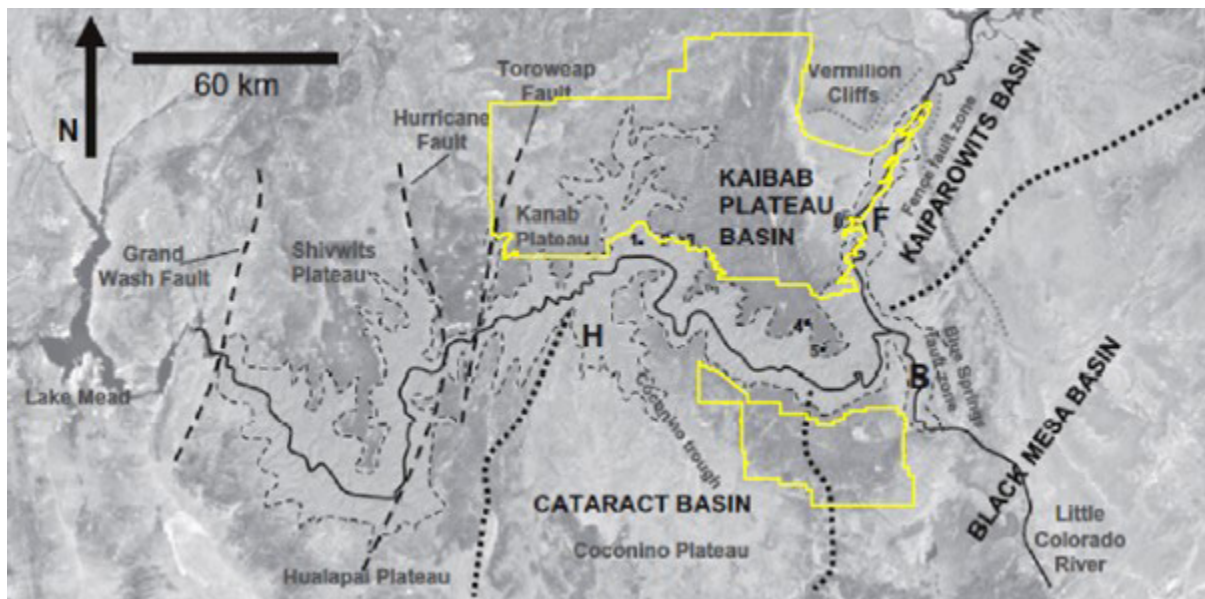 N
60 km
Toroweap
Fault
Hurricane
Fault
Vermilion
Cliffs
Fence fault zone
KAIPAROWITS BASIN
KAIBAB
PLATEAU
BASIN
F
Kanab
Plateau
Grand
Wash Fault
Shivwits
Plateau
H
4
5
B
Blue Springs
fault zone
Lake Mead
Coconino trough
BLACK MESA BASIN
CATARACT BASIN
Coconino Plateau
Little
Colorado
River
Hualapai Plateau